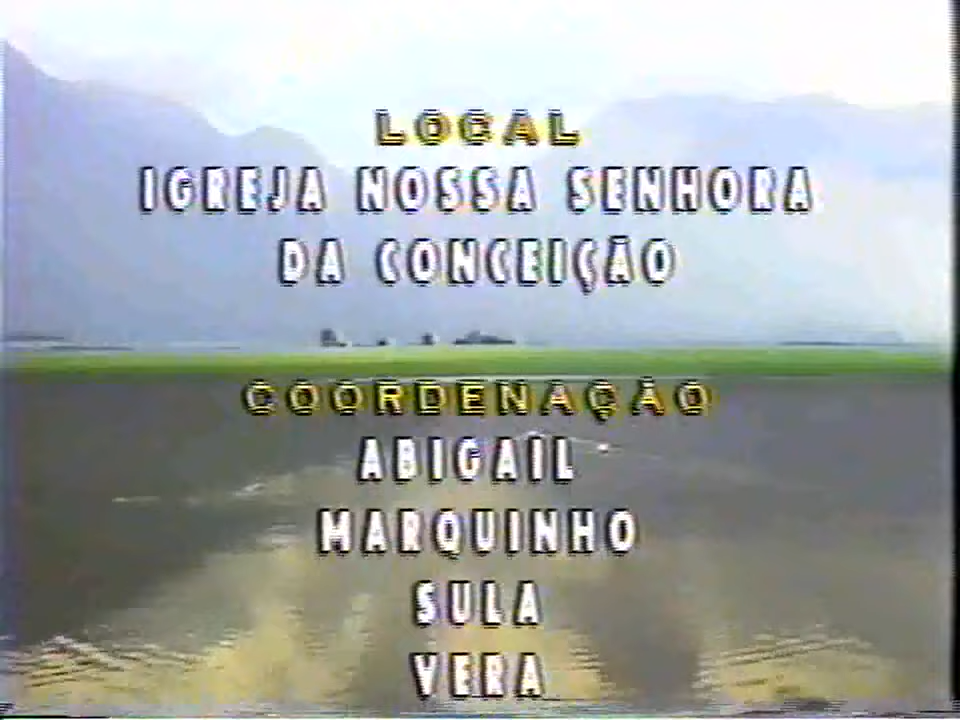 LOCAL
IGREJA NOSSA SENHORA
DA CONCEIÇÃO
COORDENAÇÃO
ABIGAIL
MARQUINHO
SULA
VERA